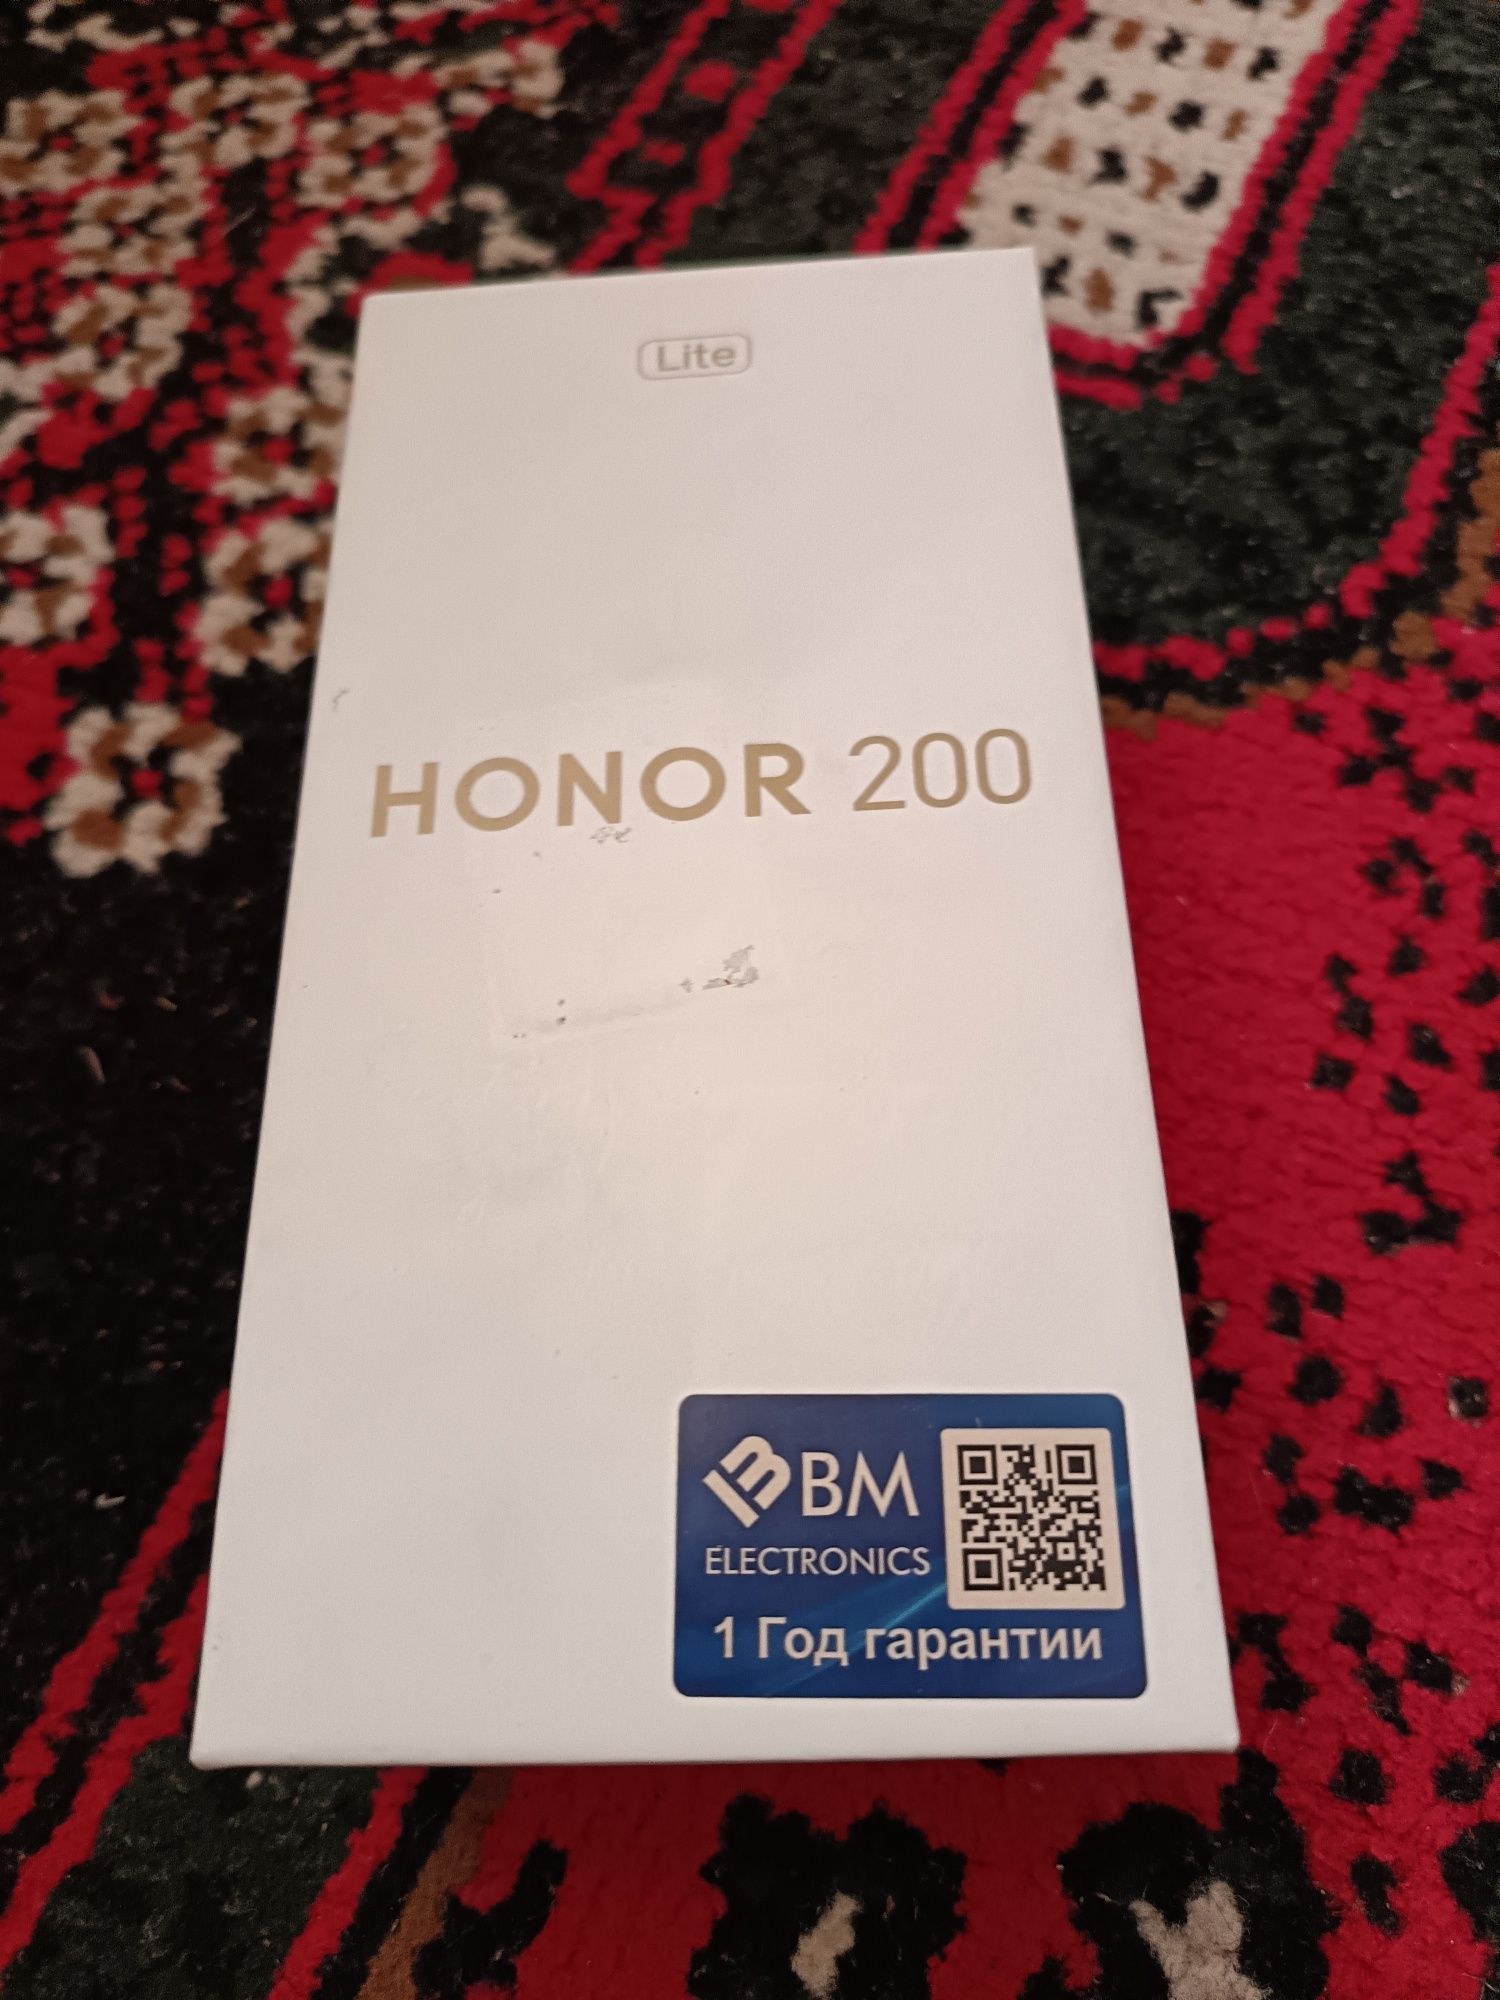 Lite
HONOR 200
BM
ELECTRONICS
1 Год гарантии